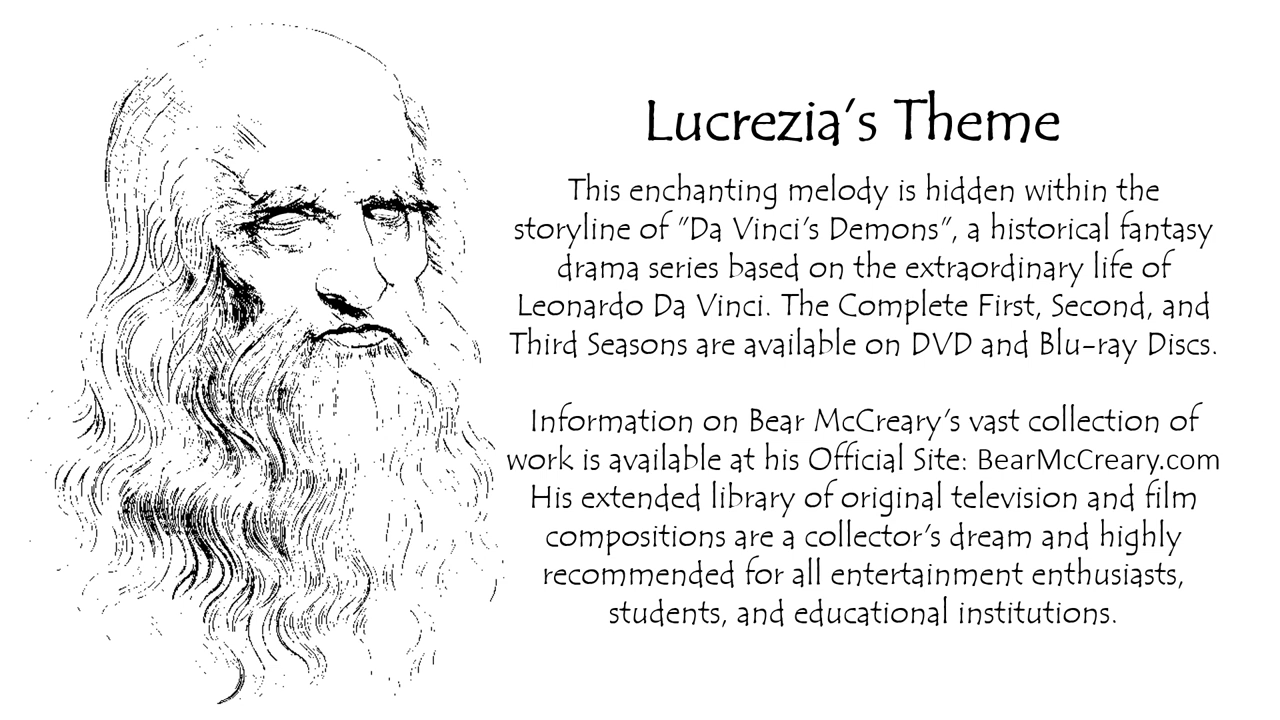 Lucrezia's Theme
This enchanting melody is hidden within the
storyline of "Da Vinci's Demons", a historical fantasy
drama series based on the extraordinary life of
Leonardo Da Vinci. The Complete First, Second, and
Third Seasons are available on DVD and Blu-ray Discs.
Information on Bear McCreary's vast collection of
work is available at his Official Site: BearMcCreary.com
His extended library of original television and film
compositions are a collector's dream and highly
recommended for all entertainment enthusiasts,
students, and educational institutions.